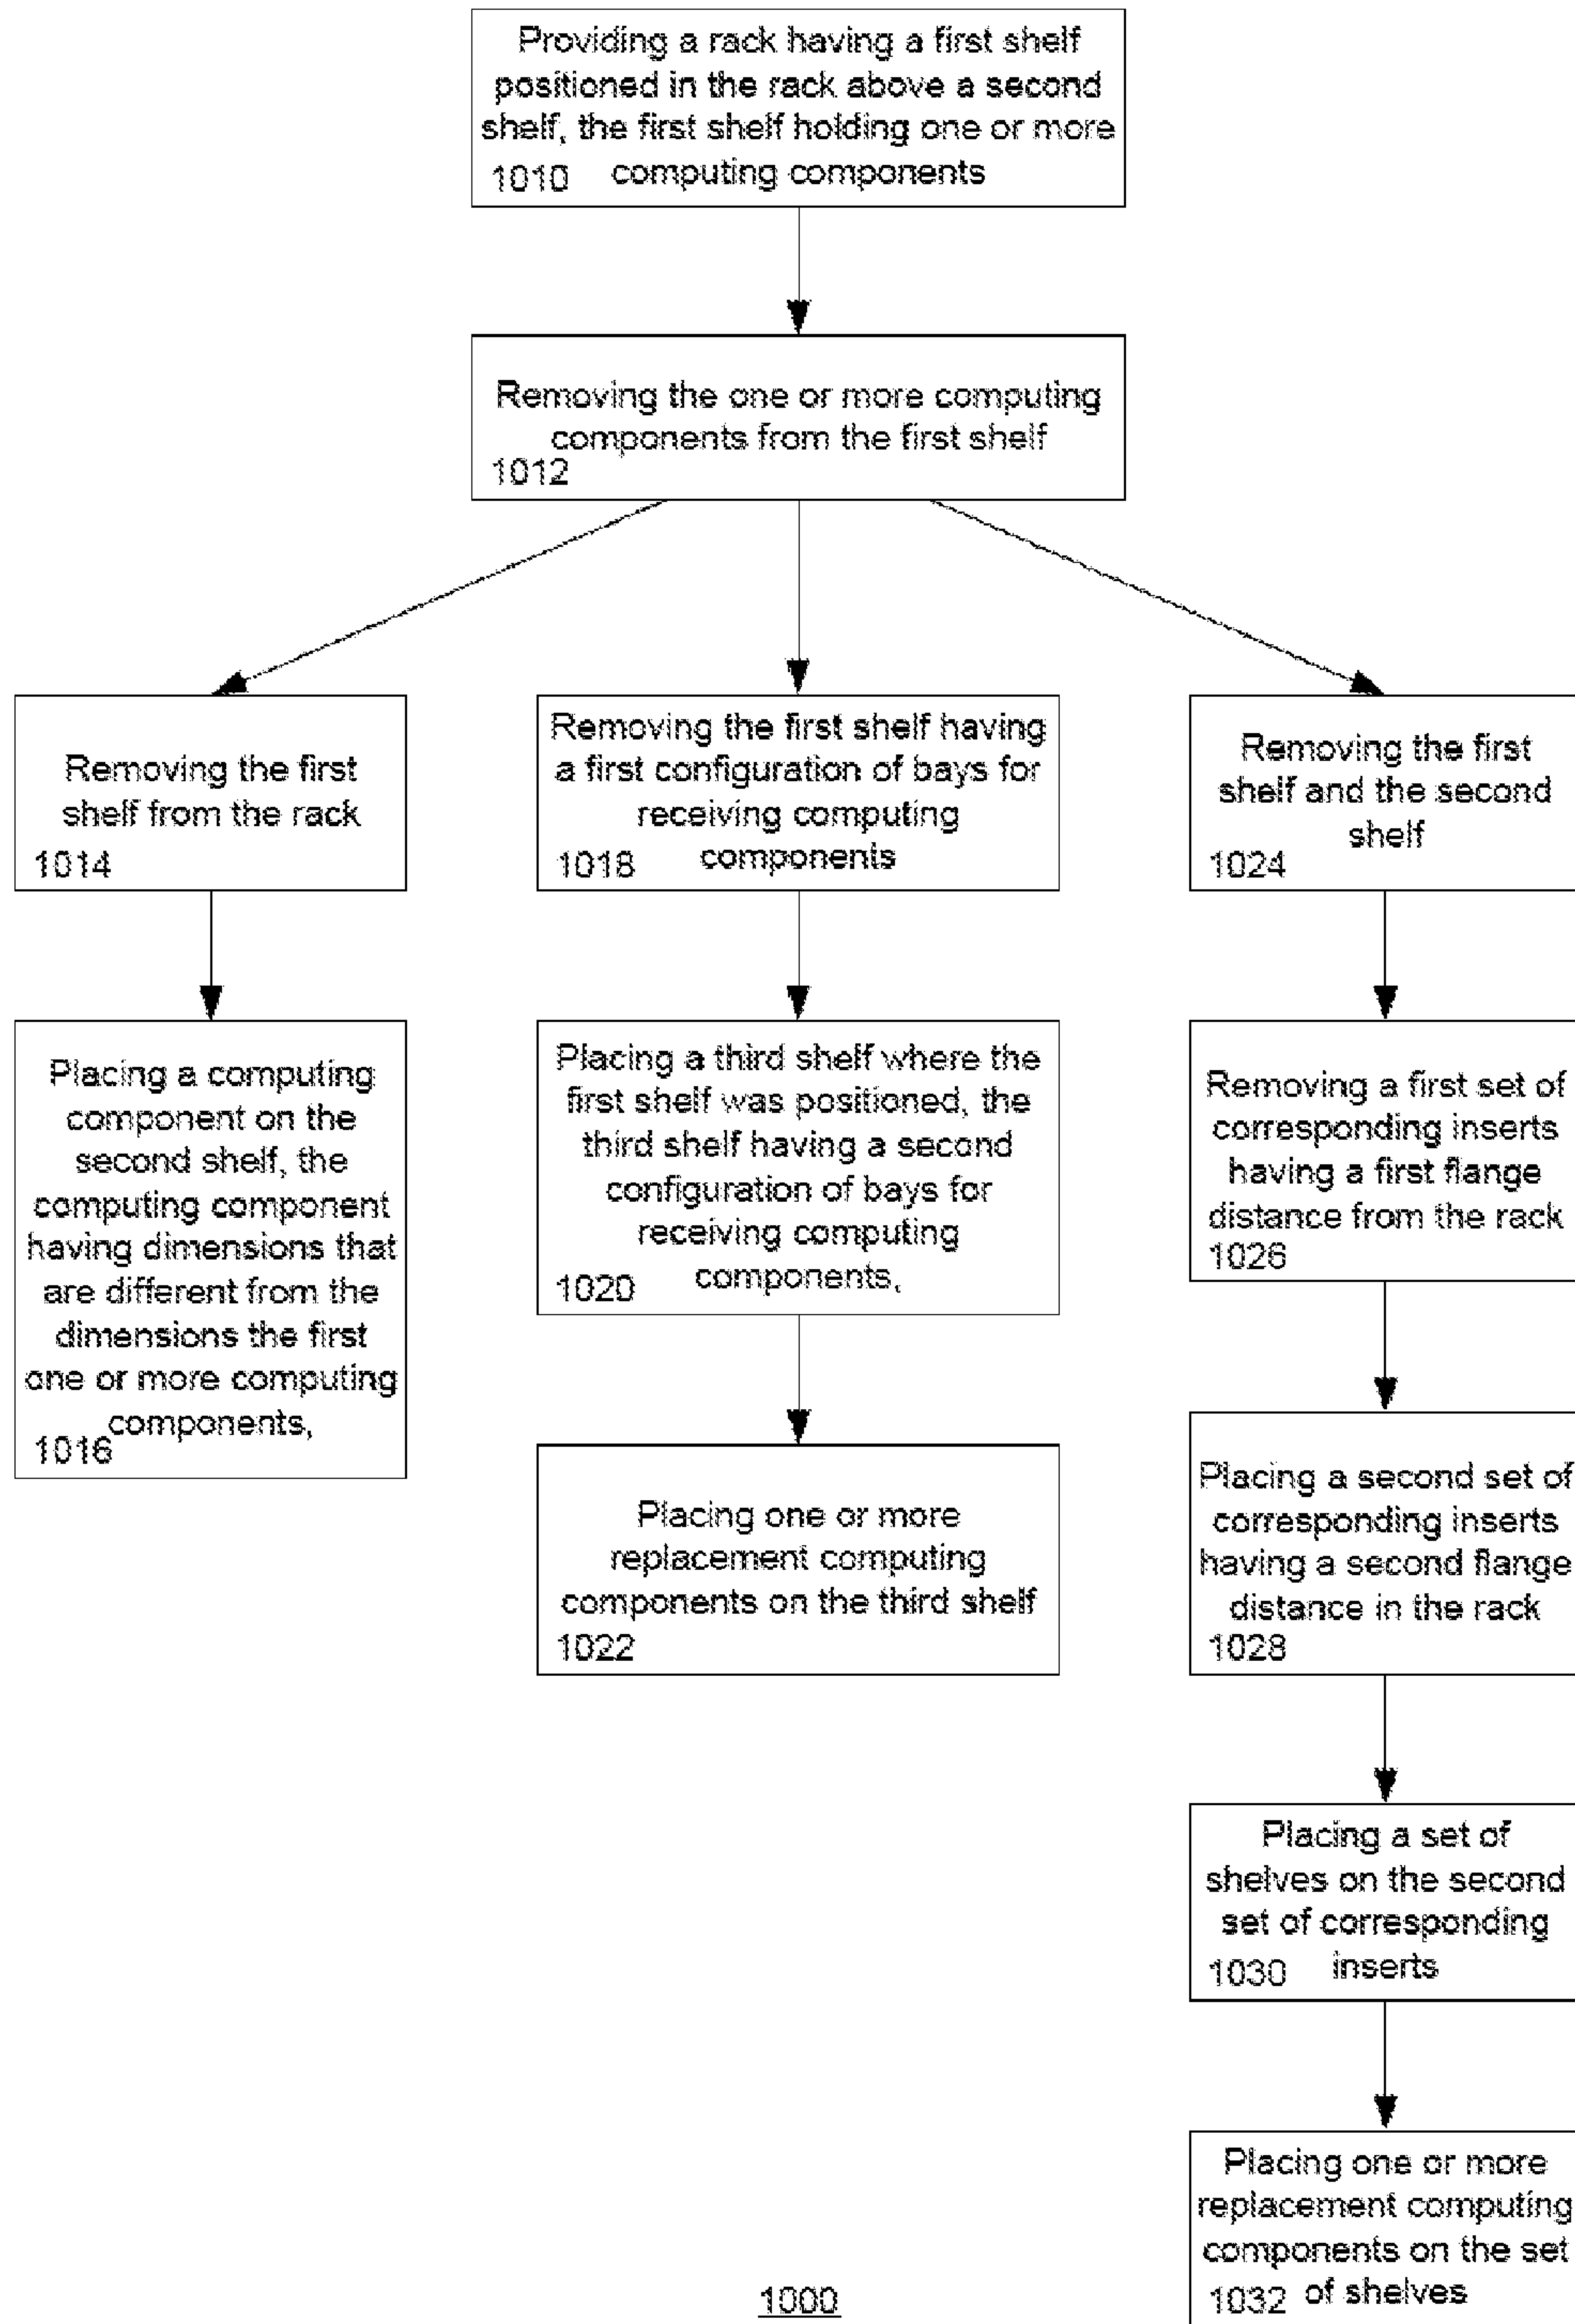 Providing a rack having a first shelf
positioned in the rack above a second
shelf, the first shelf holding one or more
1010 computing components
Removing the one or more computing
components from the first shelf
1012
Removing the first
shelf from the rack
1014
Placing a computing
component on the
second shelf, the
computing component
having dimensions that
are different from the
dimensions the first
one or more computing
components,
1016
Removing the first shelf having
a first configuration of bays for
receiving computing
components
1018
Placing a third shelf where the
first shelf was positioned, the
third shelf having a second
configuration of bays for
receiving computing
1020 components,
Placing one or more
replacement computing
components on the third shelf
1022
Removing the first
shelf and the second
shelf
1024
Removing a first set of
corresponding inserts
having a first flange
distance from the rack
1026
Placing a second set of
corresponding inserts
having a second flange
distance in the rack
1028
Placing a set of
shelves on the second
set of corresponding
1030 inserts
Placing one or more
replacement computing
components on the set
1032 of shelves
1000